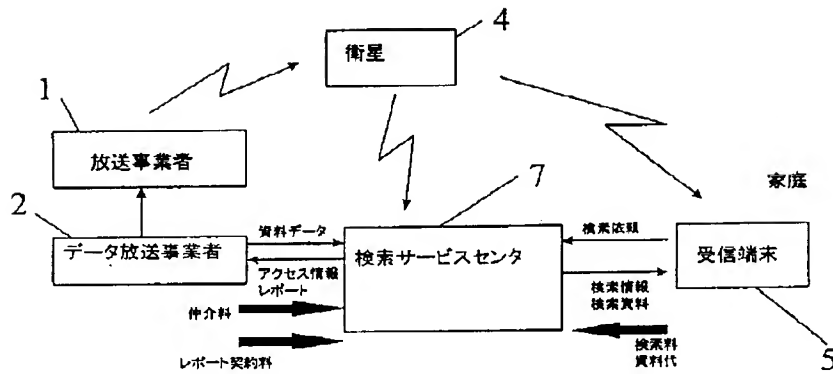 4
衛星
1
放送事業者
7
家庭
2
データ放送事業者
資料データ
検索サービスセンタ
検索依頼
受信端末
アクセス情報
レポート
検索情報
検索資料
仲介料
レポート契約料
検索料
資料代
5